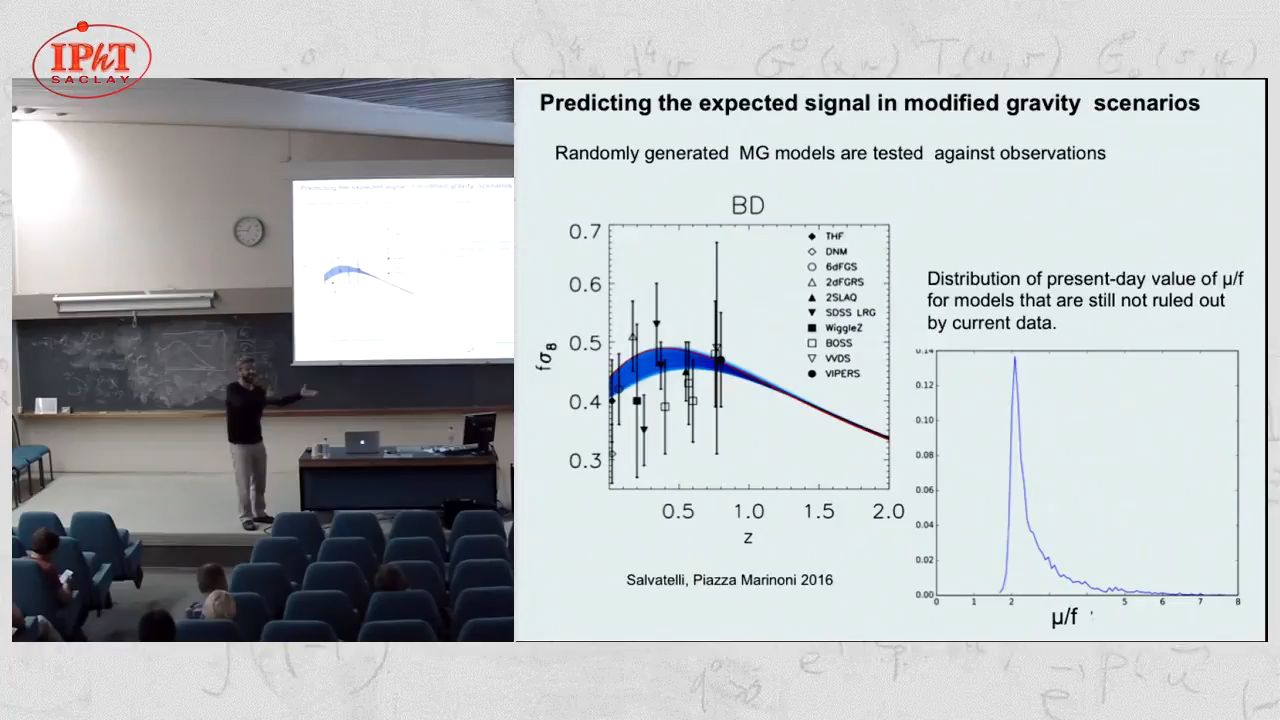 IPhT
SACLAY
Predicting the expected signal in modified gravity scenarios
Randomly generated MG models are tested against observations
BD
0.7
0.6
0.5
0.4
0.3
fσ8
0.5
1.0
1.5
2.0
z
THF
DNM
6dFGS
2dFGRS
2SLAQ
SDSS LRG
WiggleZ
BOSS
VVDS
VIPERS
Salvatelli, Piazza Marinoni 2016
Distribution of present-day value of μ/f
for models that are still not ruled out
by current data.
0.14
0.12
0.10
0.08
0.06
0.04
0.02
0.00
0
1
2
5
6
7
8
μ/f